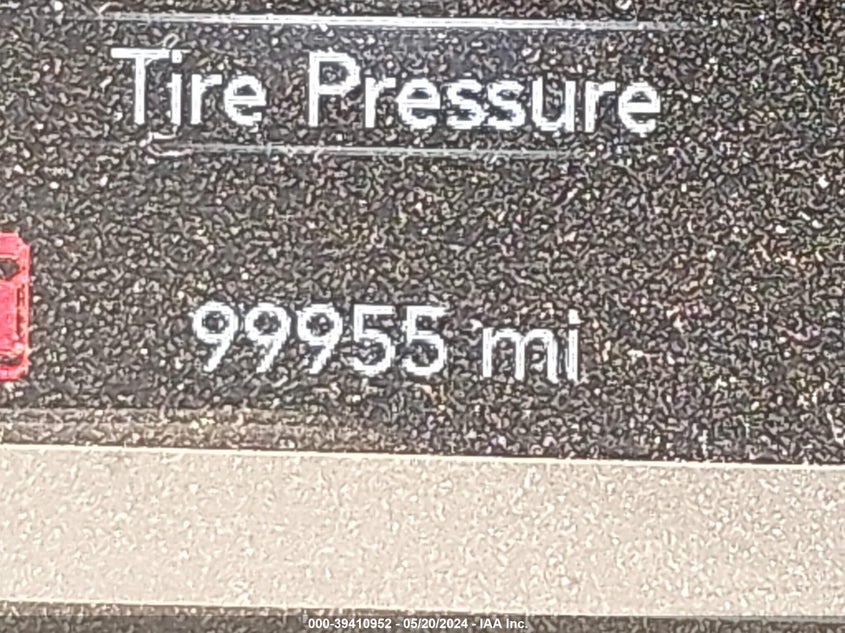 Tire Pressure
99955 mi
000-39410952 - 05/20/2024 - IAA Inc.